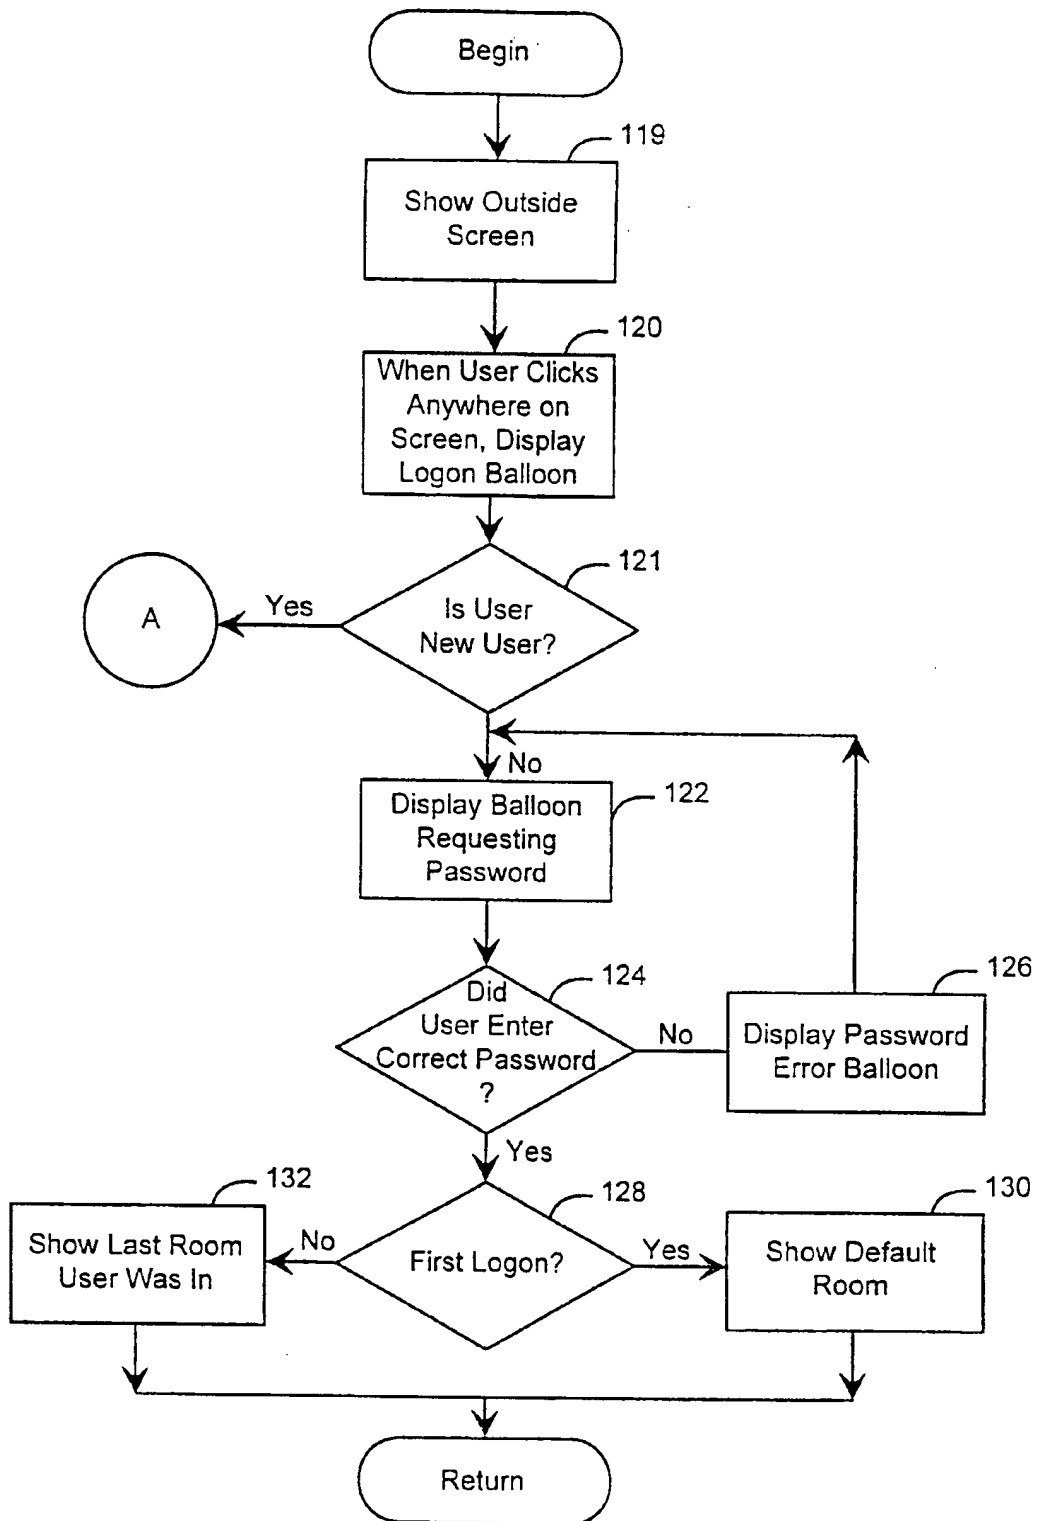 Begin
119
Show Outside
Screen
120
When User Clicks
Anywhere on
Screen, Display
Logon Balloon
121
Is User
New User?
Yes
A
No
122
Display Balloon
Requesting
Password
124
Did
User Enter
Correct Password
?
No
126
Display Password
Error Balloon
Yes
128
First Logon?
No
132
Show Last Room
User Was In
Yes
130
Show Default
Room
Return